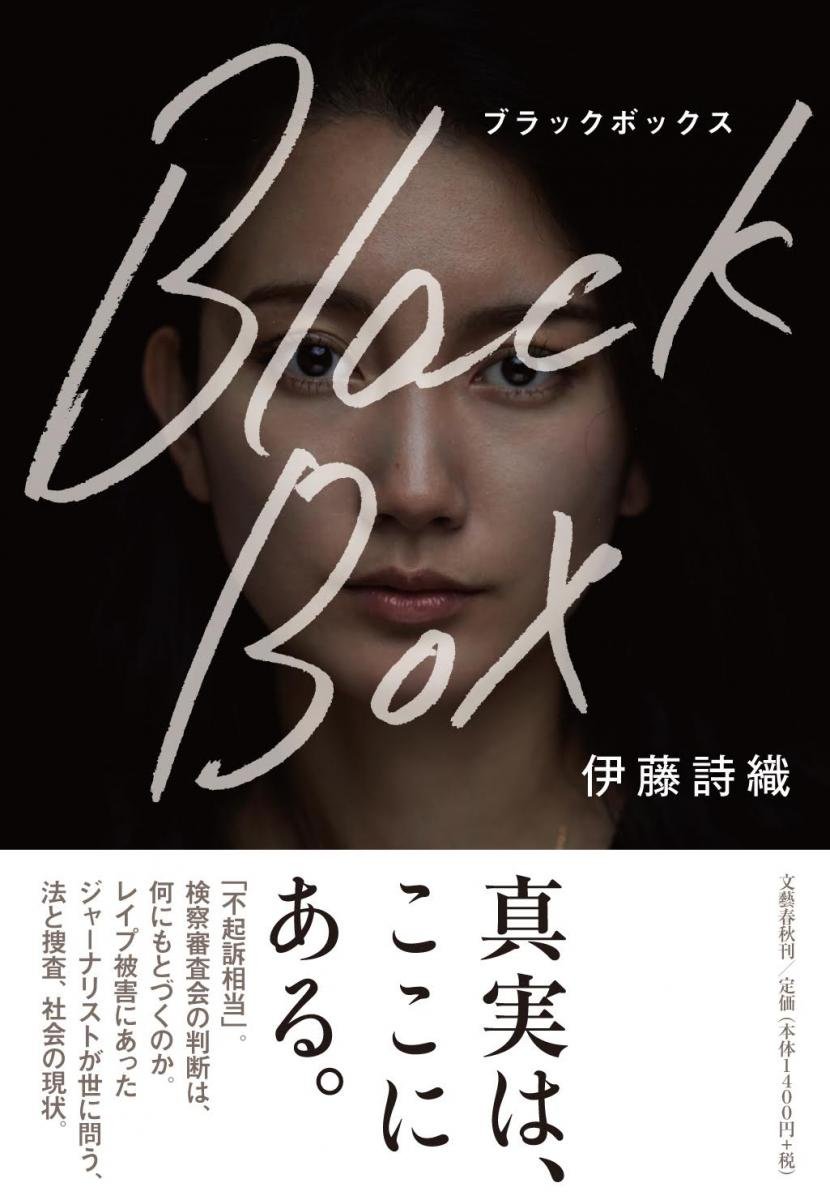 ブラックボックス
Black
Box
伊藤詩織
真実は、
ここに
ある。
「不起訴相当」。
検察審査会の判断は、
何にもとづくのか。
レイプ被害にあった
ジャーナリストが世に問う、
法と捜査、社会の現状。
文藝春秋刊／定価（本体1400円+税）